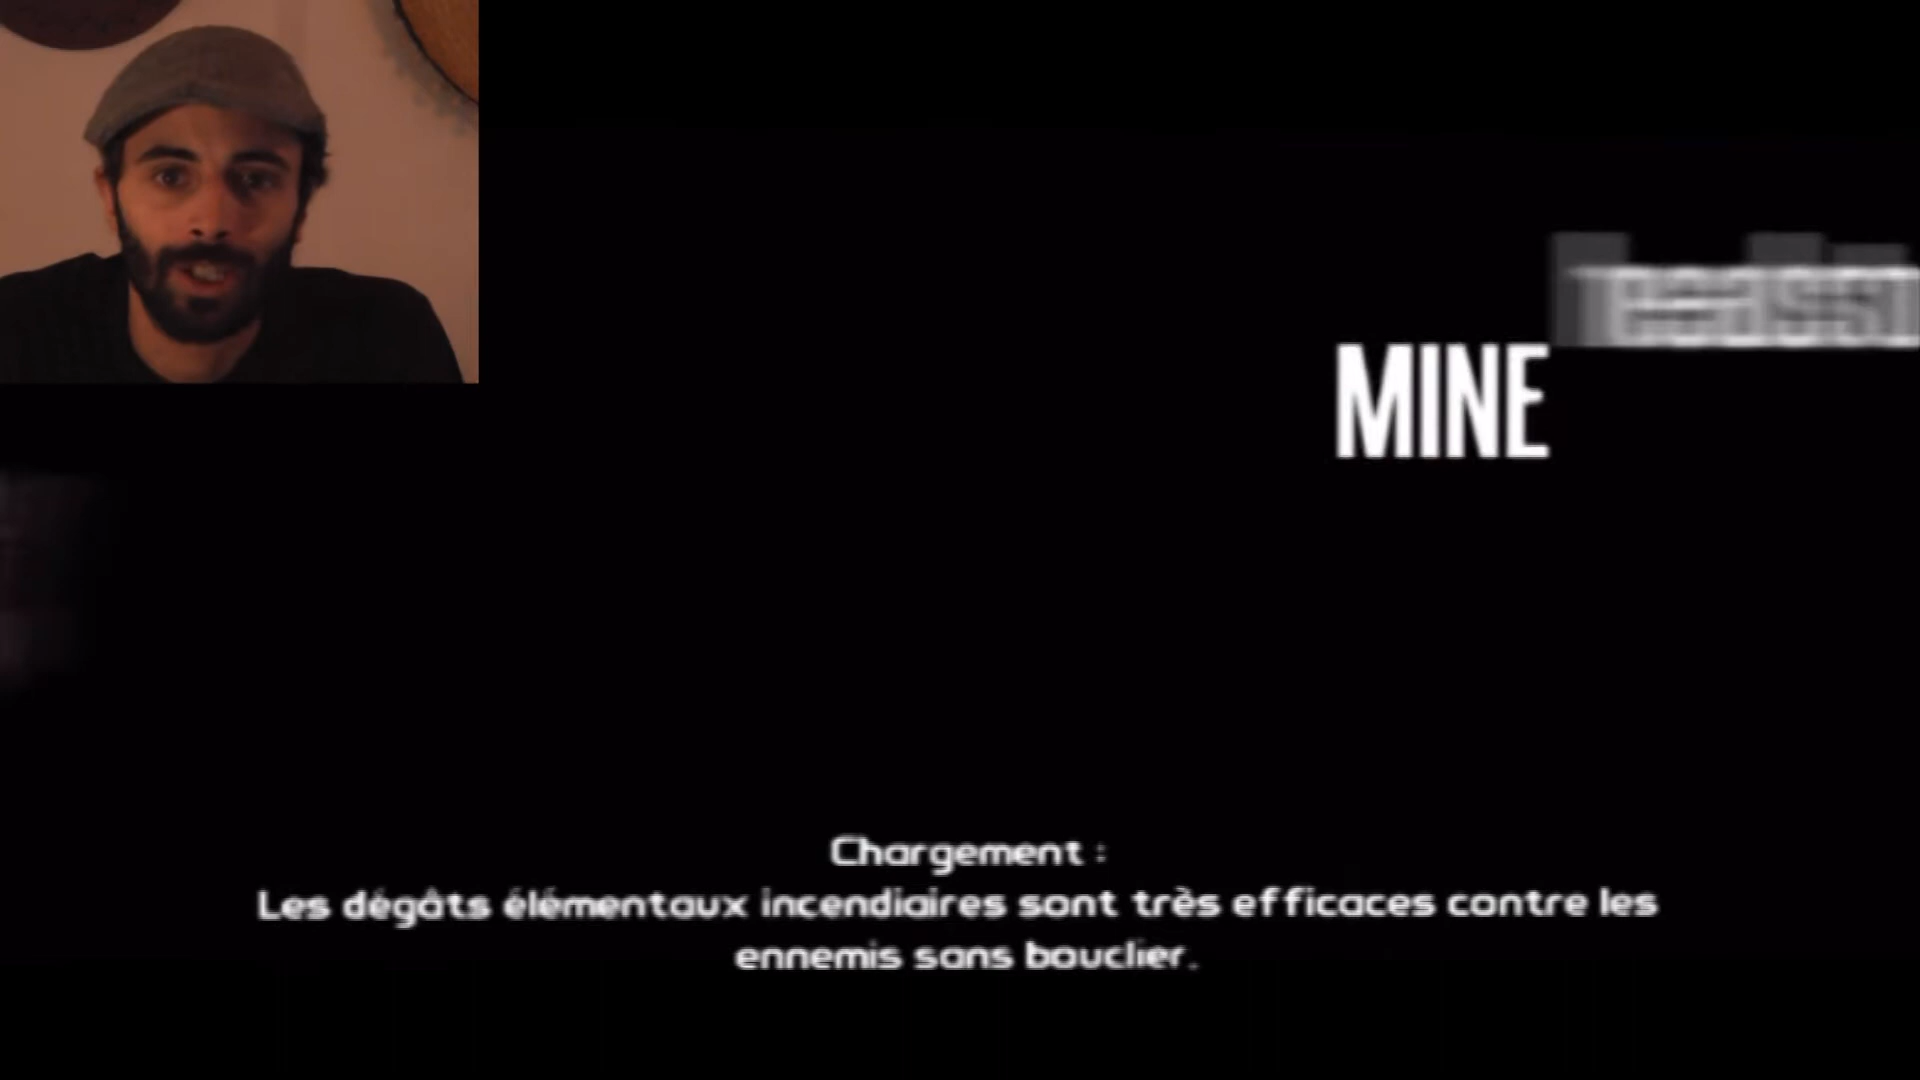 MINE
Chargement :
Les dégâts élémentaux incendiaires sont très efficaces contre les
ennemis sans bouclier.